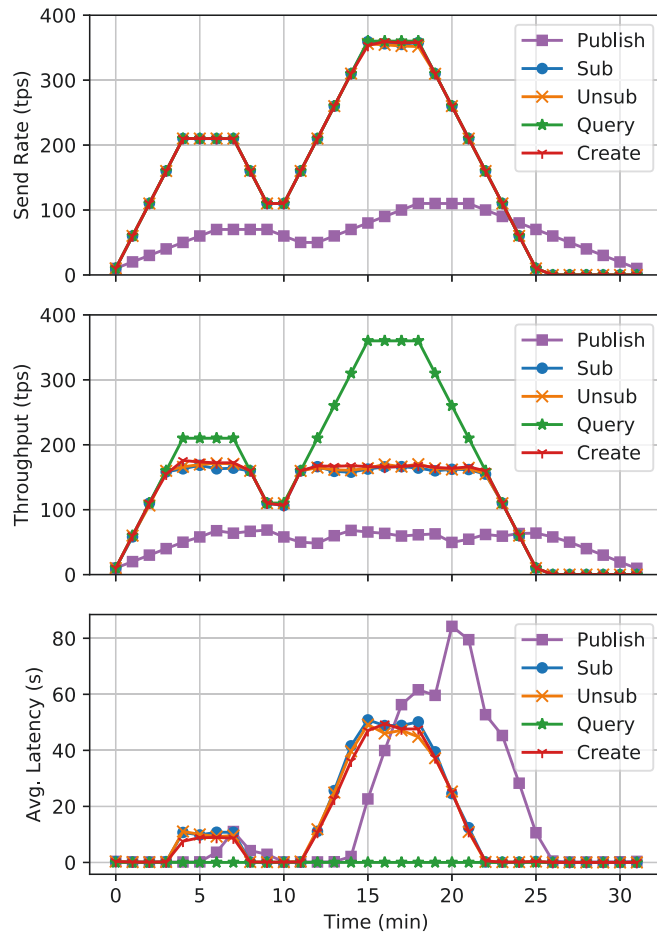 Send Rate (tps)
400
300
200
100
0
Publish
Sub
Unsub
Query
Create
Throughput (tps)
400
300
200
100
0
Publish
Sub
Unsub
Query
Create
Avg. Latency (s)
80
60
40
20
0
Publish
Sub
Unsub
Query
Create
0 5 10 15 20 25 30
Time (min)